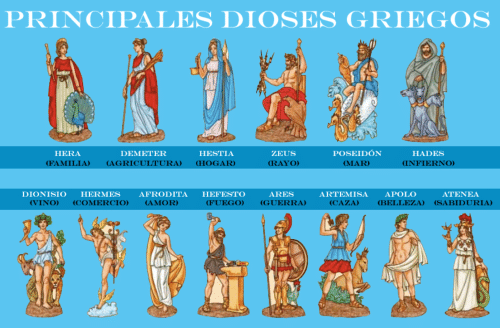 PRINCIPALES DIOSES GRIEGOS
HERA DEMETER HESTIA ZEUS POSEIDÓN HADES
(FAMILIA) (AGRICULTURA) (HOGAR) (RAYO) (MAR) (INFIERNO)
DIONISIO HERMES AFRODITA HEFESTO ARES ARTEMISA APOLO ATENEA
(VINO) (COMERCIO) (AMOR) (FUEGO) (GUERRA) (CAZA) (BELLEZA) (SABIDURIA)